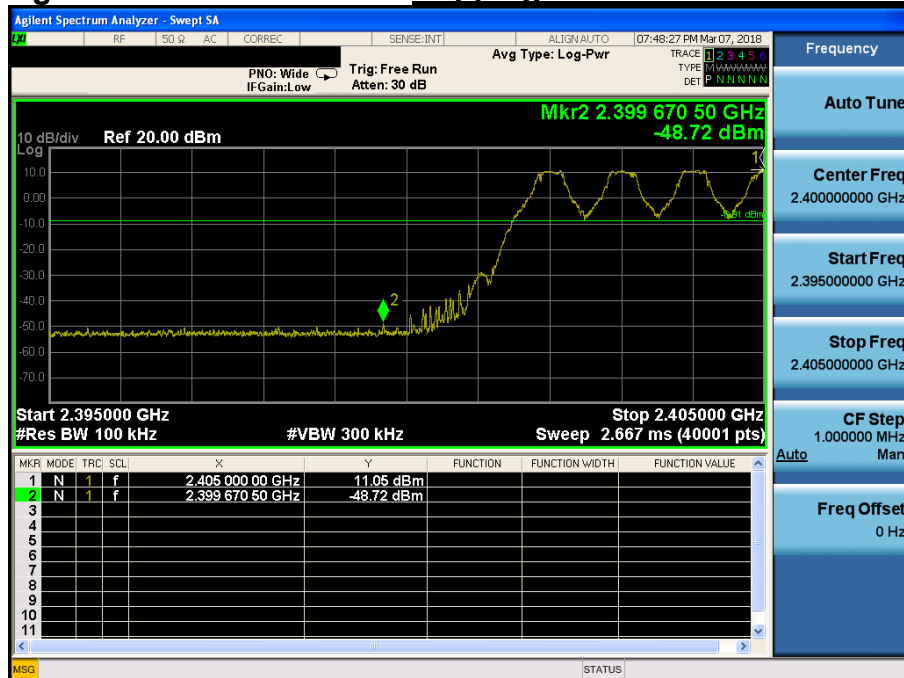 Agilent Spectrum Analyzer - Swept SA
LXI RF 50 Ω AC CORREC SENSE:INT ALIGN AUTO 07:48:27 PM Mar 07, 2018
Avg Type: Log-Pwr TRACE 1 2 3 4 5 6
PNO: Wide Trig: Free Run TYPE M WWWWW
IFGain:Low Atten: 30 dB DET P N N N N N
Mkr2 2.399 670 50 GHz
-48.72 dBm
10 dB/div Ref 20.00 dBm
Log
10.0
0.00
-10.0
-20.0
-30.0
-40.0
-50.0
-60.0
-70.0
1
2
Start 2.395000 GHz Stop 2.405000 GHz
#Res BW 100 kHz #VBW 300 kHz Sweep 2.667 ms (40001 pts)
MKR MODE TRC SCL X Y FUNCTION FUNCTION WIDTH FUNCTION VALUE
1 N 1 f 2.405 000 00 GHz 11.05 dBm
2 N 1 f 2.399 670 50 GHz -48.72 dBm
3
4
5
6
7
8
9
10
11
MSG STATUS
Frequency
Auto Tune
Center Freq
2.400000000 GHz
Start Freq
2.395000000 GHz
Stop Freq
2.405000000 GHz
CF Step
1.000000 MHz
Auto Man
Freq Offset
0 Hz